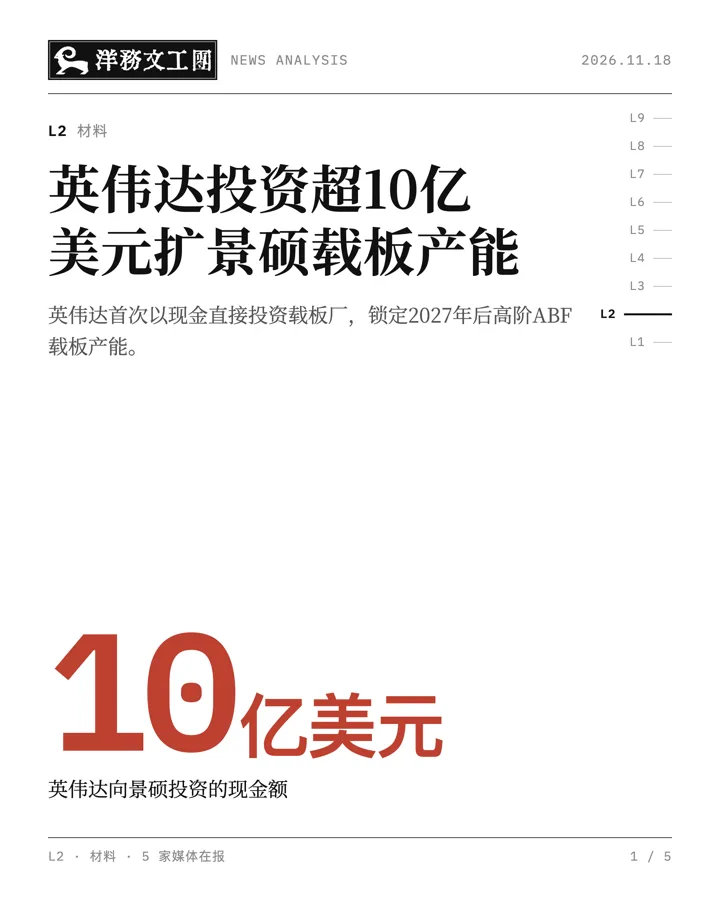 洋務文工團 NEWS ANALYSIS 2026.11.18
L2 材料
英伟达投资超10亿
美元扩景硕载板产能
英伟达首次以现金直接投资载板厂，锁定2027年后高阶ABF
载板产能。
L9
L8
L7
L6
L5
L4
L3
L2
L1
10亿美元
英伟达向景硕投资的现金额
L2 · 材料 · 5 家媒体在报 1 / 5